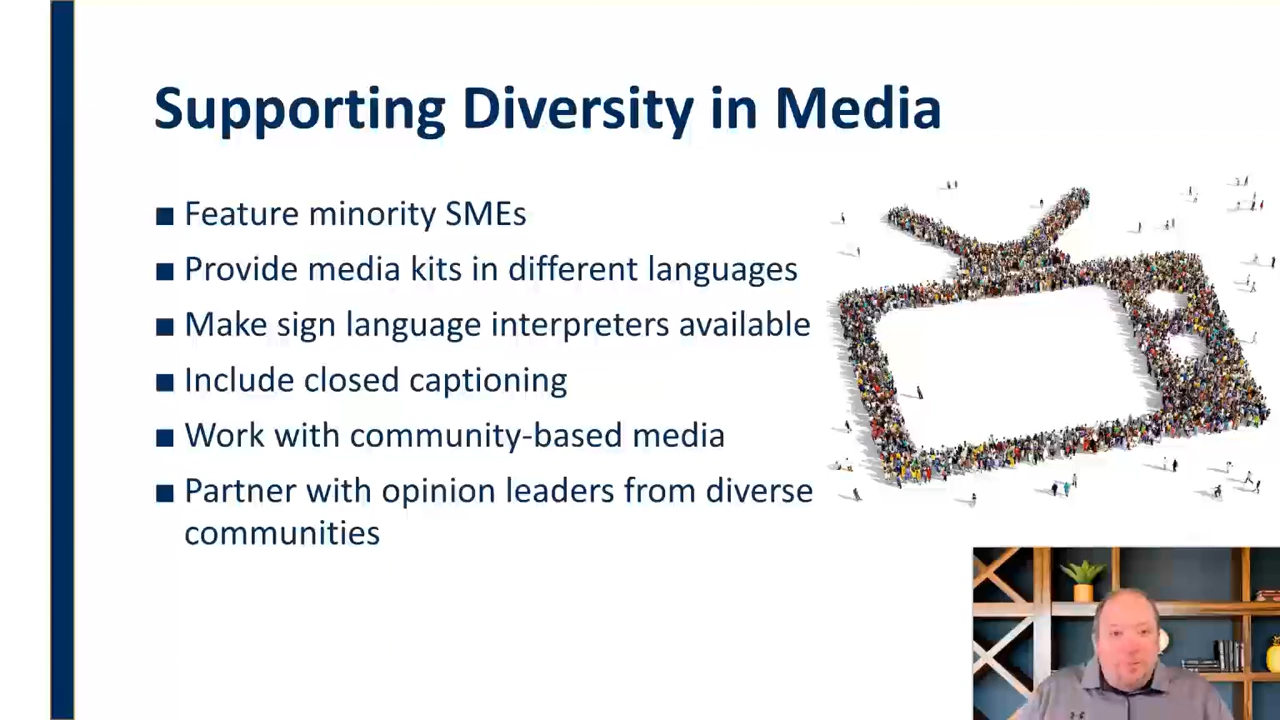 Supporting Diversity in Media
■ Feature minority SMEs
■ Provide media kits in different languages
■ Make sign language interpreters available
■ Include closed captioning
■ Work with community-based media
■ Partner with opinion leaders from diverse
communities